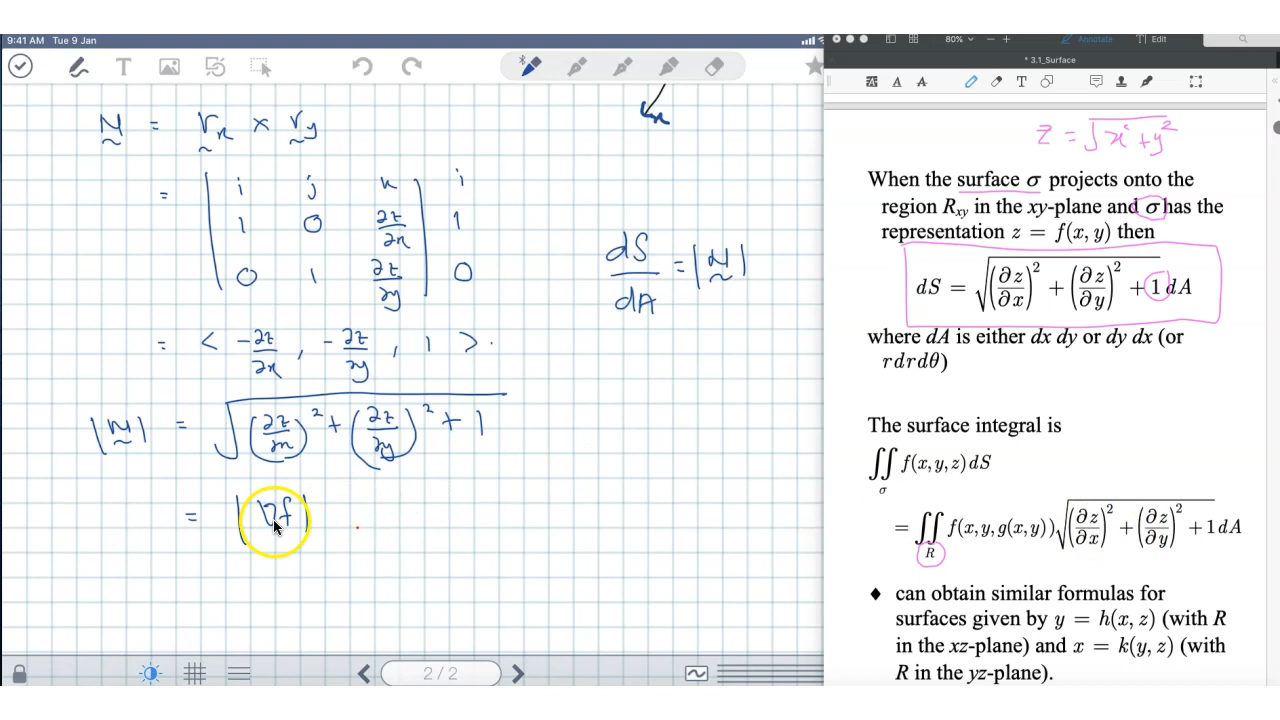 9:41 AM Tue 9 Jan
N = r_x × r_y
= | i j k | i
1 0 ∂z/∂x 1
0 1 ∂z/∂y 0
= < -∂z/∂x , -∂z/∂y , 1 > .
|N| = √((∂z/∂x)² + (∂z/∂y)² + 1)
= |∇f|
x
dS/dA = |N|
2 / 2
80%
Annotate
Edit
* 3.1_Surface
z = √(x² + y²)
When the surface σ projects onto the
region R_xy in the xy-plane and σ has the
representation z = f(x, y) then
dS = √((∂z/∂x)² + (∂z/∂y)² + 1) dA
where dA is either dx dy or dy dx (or
r dr dθ)
The surface integral is
∬_σ f(x, y, z) dS
= ∬_R f(x, y, g(x, y)) √((∂z/∂x)² + (∂z/∂y)² + 1) dA
♦ can obtain similar formulas for
surfaces given by y = h(x, z) (with R
in the xz-plane) and x = k(y, z) (with
R in the yz-plane).